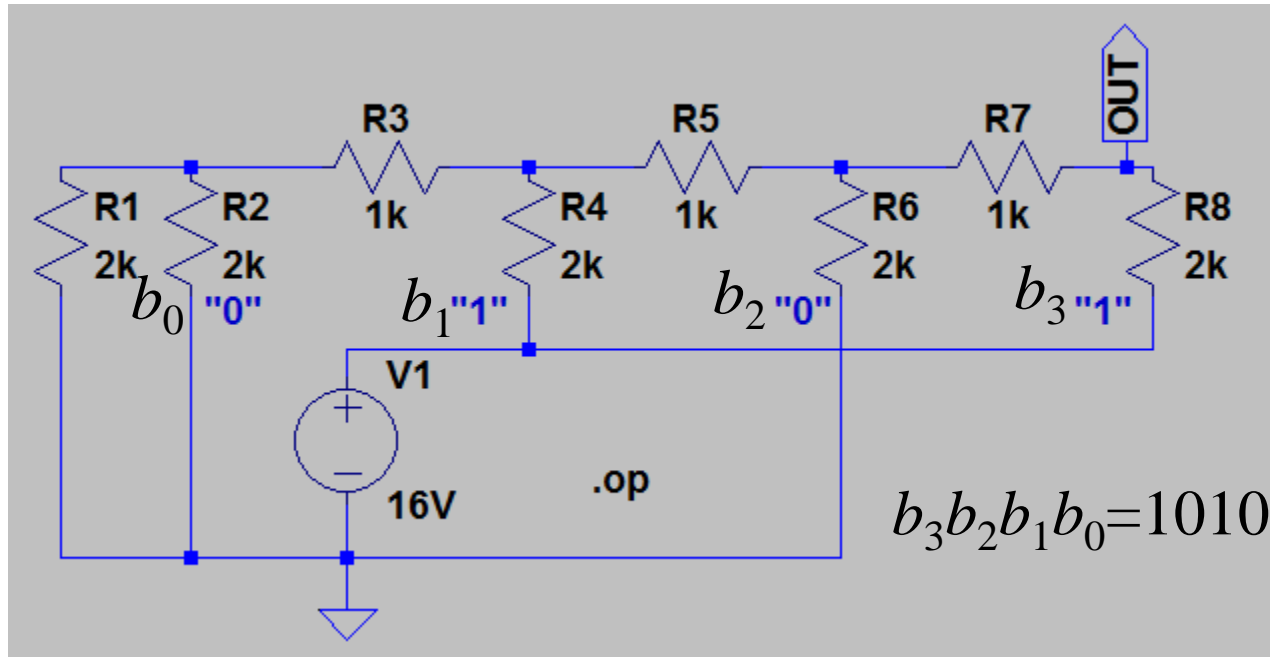 OUT
R3
R5
R7
R1
R2
R4
R6
R8
1k
1k
1k
2k
2k
2k
2k
2k
b0 "0"
b1 "1"
b2 "0"
b3 "1"
V1
.op
16V
b3b2b1b0=1010